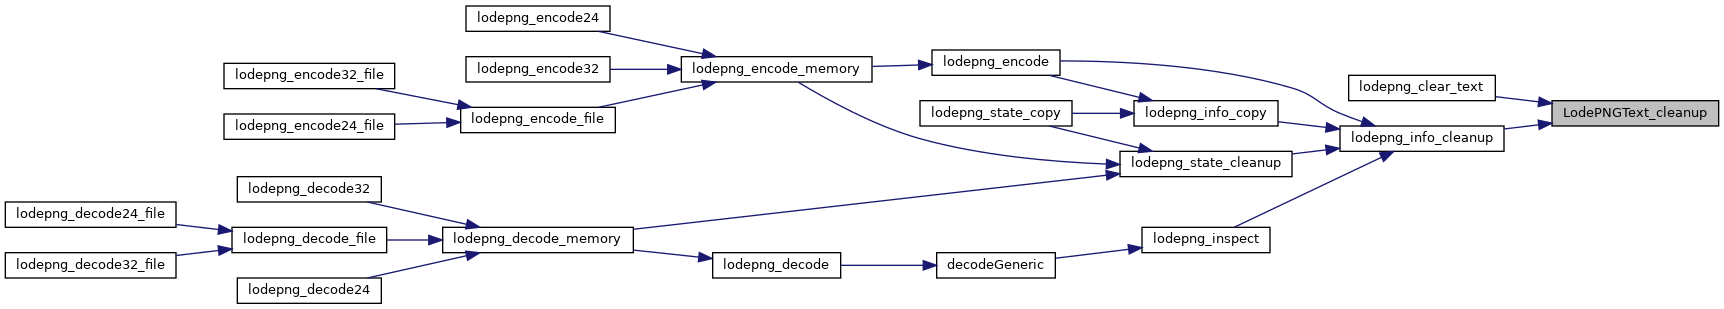 lodepng_encode24
lodepng_encode32
lodepng_encode_memory
lodepng_encode
lodepng_encode32_file
lodepng_encode24_file
lodepng_encode_file
lodepng_state_copy
lodepng_info_copy
lodepng_clear_text
LodePNGText_cleanup
lodepng_info_cleanup
lodepng_state_cleanup
lodepng_decode32
lodepng_decode24_file
lodepng_decode32_file
lodepng_decode_file
lodepng_decode24
lodepng_decode_memory
lodepng_decode
decodeGeneric
lodepng_inspect